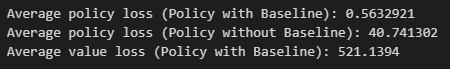 Average policy loss (Policy with Baseline): 0.5632921
Average policy loss (Policy without Baseline): 40.741302
Average value loss (Policy with Baseline): 521.1394